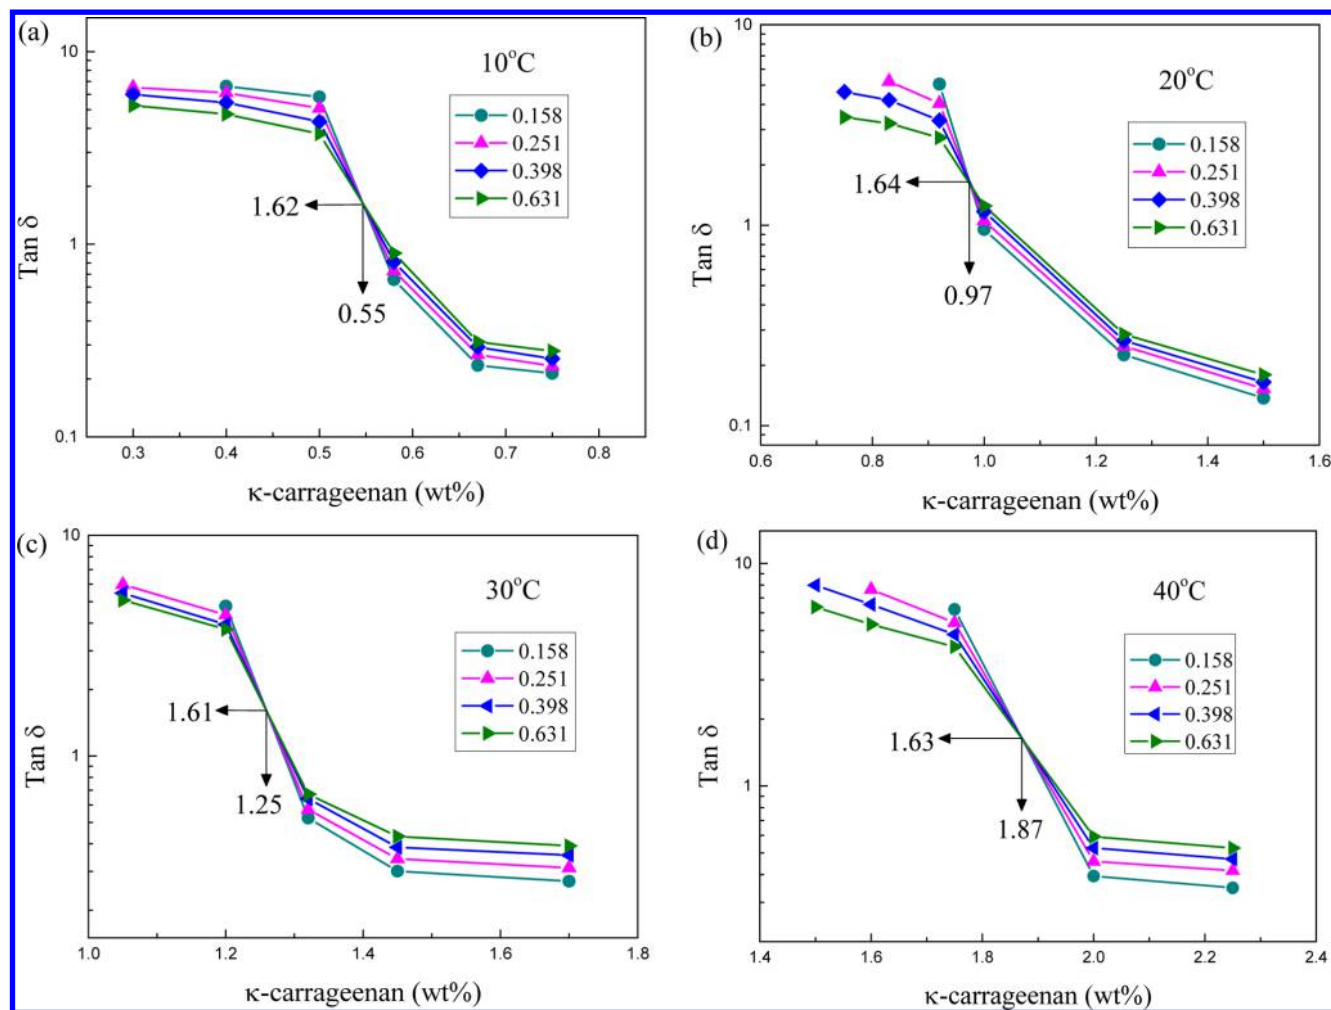 (a)
10°C
0.158
0.251
0.398
0.631
1.62
0.55
10
1
0.1
Tan δ
0.3 0.4 0.5 0.6 0.7 0.8
κ-carrageenan (wt%)
(b)
20°C
0.158
0.251
0.398
0.631
1.64
0.97
10
1
0.1
Tan δ
0.6 0.8 1.0 1.2 1.4 1.6
κ-carrageenan (wt%)
(c)
30°C
0.158
0.251
0.398
0.631
1.61
1.25
10
1
Tan δ
1.0 1.2 1.4 1.6 1.8
κ-carrageenan (wt%)
(d)
40°C
0.158
0.251
0.398
0.631
1.63
1.87
10
1
Tan δ
1.4 1.6 1.8 2.0 2.2 2.4
κ-carrageenan (wt%)